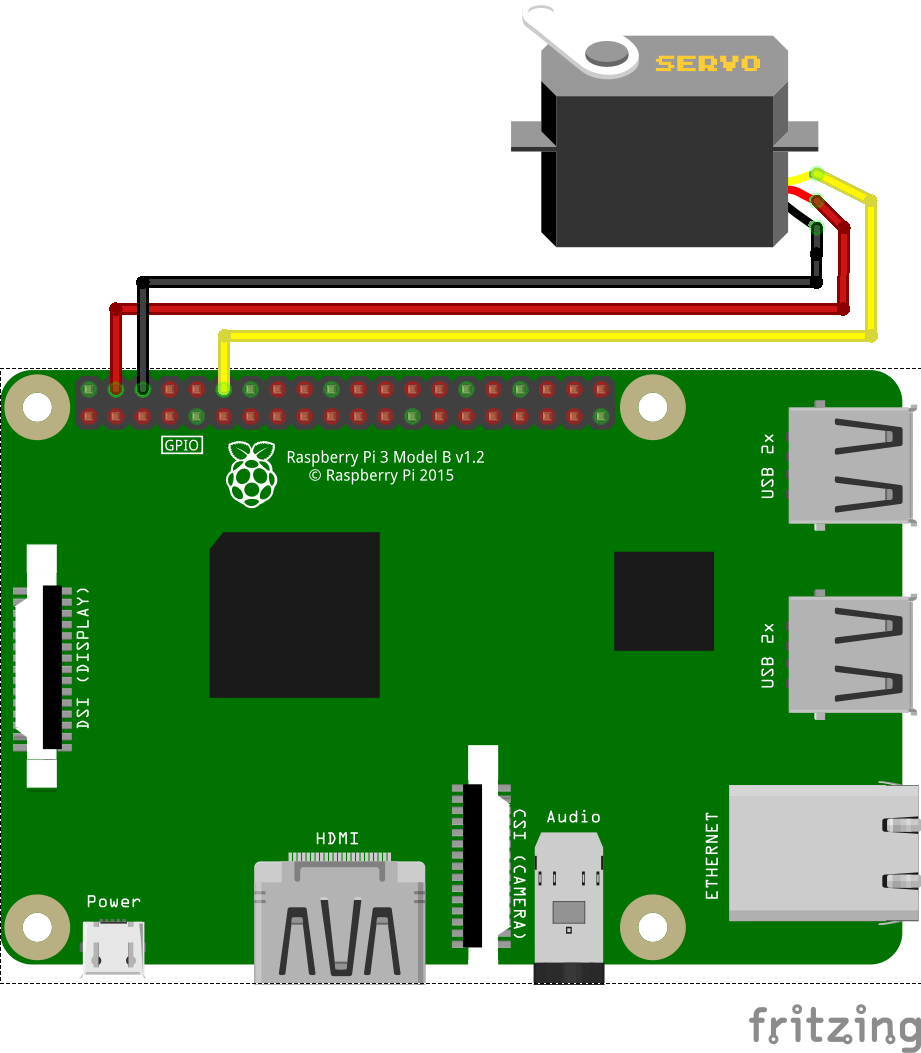 SERVO
GPIO
Raspberry Pi 3 Model B v1.2
© Raspberry Pi 2015
USB 2x
DSI (DISPLAY)
USB 2x
HDMI
CSI (CAMERA)
Audio
ETHERNET
Power
fritzing